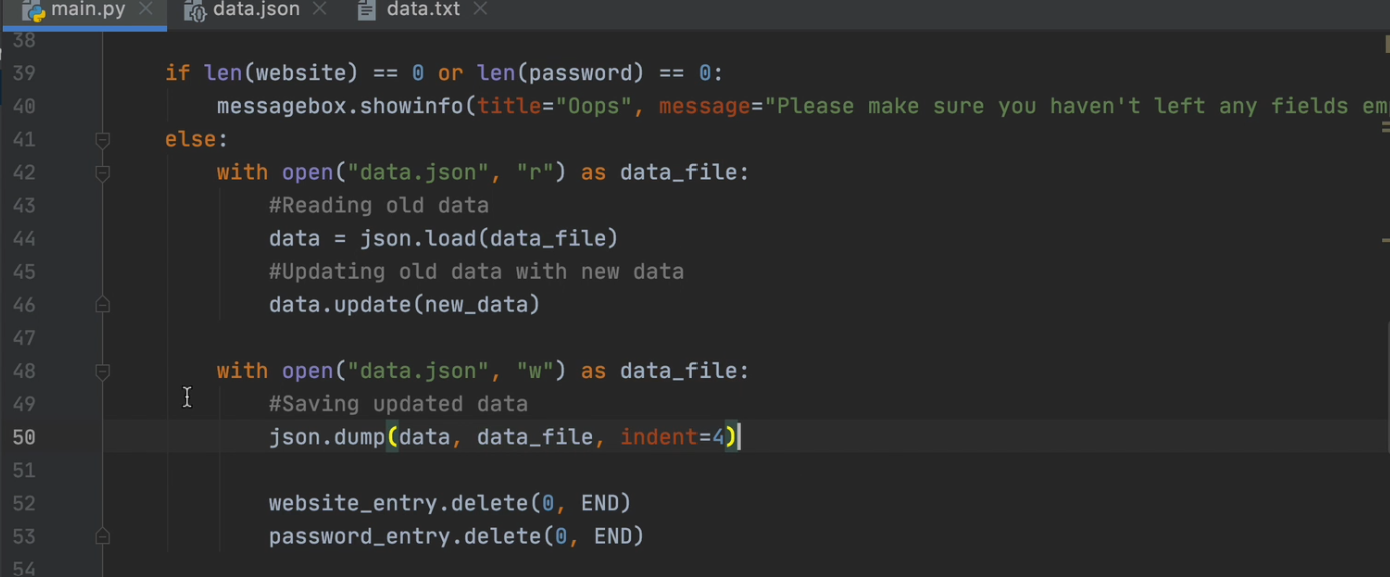 main.py data.json data.txt
38
39 if len(website) == 0 or len(password) == 0:
40 messagebox.showinfo(title="Oops", message="Please make sure you haven't left any fields em
41 else:
42 with open("data.json", "r") as data_file:
43 #Reading old data
44 data = json.load(data_file)
45 #Updating old data with new data
46 data.update(new_data)
47
48 with open("data.json", "w") as data_file:
49 #Saving updated data
50 json.dump(data, data_file, indent=4)
51
52 website_entry.delete(0, END)
53 password_entry.delete(0, END)
54